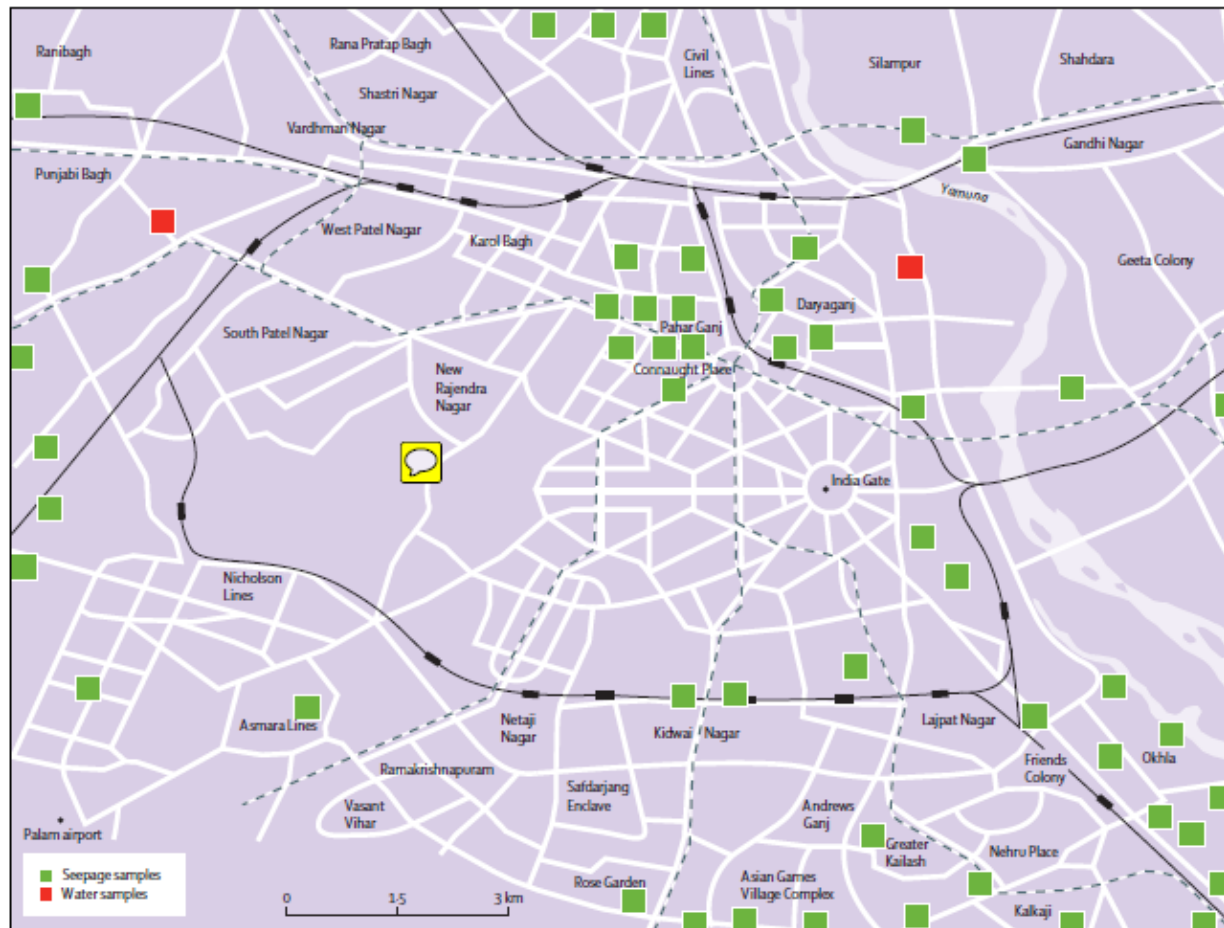 Ranibagh
Rana Pratap Bagh
Civil
Lines
Silampur
Shahdara
Shastri Nagar
Vardhman Nagar
Gandhi Nagar
Punjabi Bagh
Yamuna
West Patel Nagar
Karol Bagh
Geeta Colony
Daryaganj
South Patel Nagar
Pahar Ganj
Connaught Place
New
Rajendra
Nagar
India Gate
Nicholson
Lines
Asmara Lines
Netaji
Nagar
Kidwai Nagar
Lajpat Nagar
Ramakrishnapuram
Friends
Colony
Okhla
Safdarjang
Enclave
Vasant
Vihar
Andrews
Ganj
Palam airport
Greater
Kailash
Nehru Place
Rose Garden
Asian Games
Village Complex
Kalkaji
Seepage samples
Water samples
0 1·5 3 km